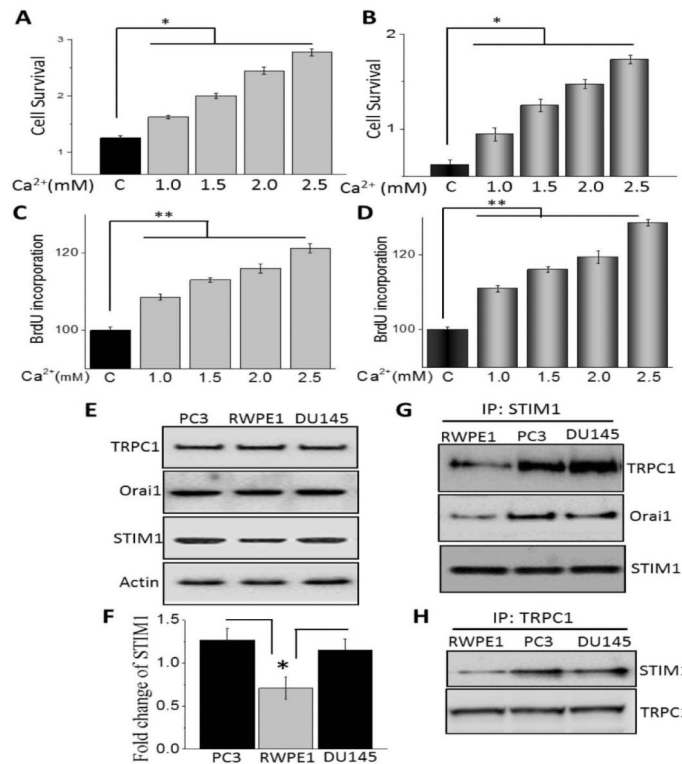 A
*
Cell Survival
3
2
1
Ca²⁺(mM) C 1.0 1.5 2.0 2.5
B
*
Cell Survival
2
1
Ca²⁺ (mM) C 1.0 1.5 2.0 2.5
C
**
BrdU incorporation
120
100
Ca²⁺(mM) C 1.0 1.5 2.0 2.5
D
**
BrdU incorporation
120
100
Ca²⁺(mM) C 1.0 1.5 2.0 2.5
E
PC3 RWPE1 DU145
TRPC1
Orai1
STIM1
Actin
F
Fold change of STIM1
1.5
1.0
0.5
0.0
*
PC3 RWPE1 DU145
G
IP: STIM1
RWPE1 PC3 DU145
TRPC1
Orai1
STIM1
H
IP: TRPC1
RWPE1 PC3 DU145
STIM
TRPC